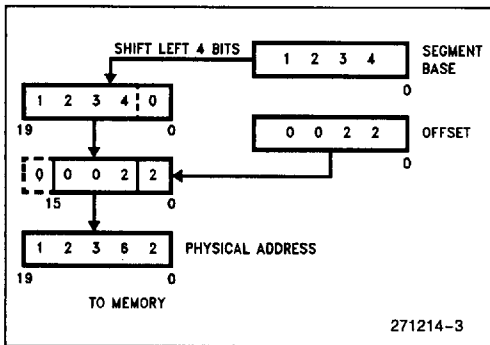 SHIFT LEFT 4 BITS
1 2 3 4
SEGMENT
BASE
0
1 2 3 4 0
19 0
0 0 2 2
OFFSET
0
0 0 0 2 2
15 0
1 2 3 6 2
PHYSICAL ADDRESS
19 0
TO MEMORY
271214-3